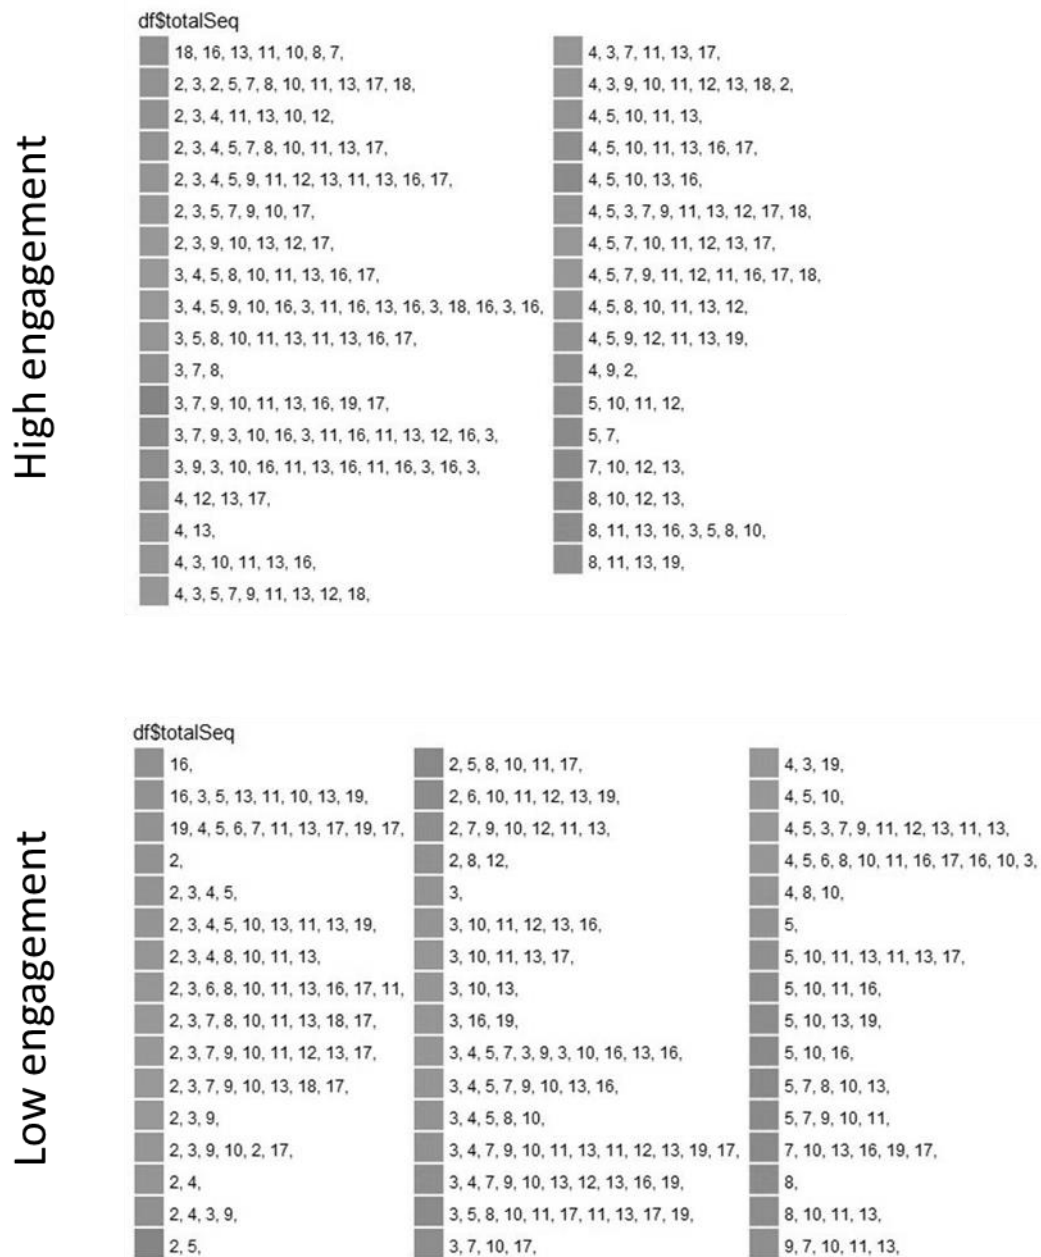 High engagement
df$totalSeq
18, 16, 13, 11, 10, 8, 7,
2, 3, 2, 5, 7, 8, 10, 11, 13, 17, 18,
2, 3, 4, 11, 13, 10, 12,
2, 3, 4, 5, 7, 8, 10, 11, 13, 17,
2, 3, 4, 5, 9, 11, 12, 13, 11, 13, 16, 17,
2, 3, 5, 7, 9, 10, 17,
2, 3, 9, 10, 13, 12, 17,
3, 4, 5, 8, 10, 11, 13, 16, 17,
3, 4, 5, 9, 10, 16, 3, 11, 16, 13, 16, 3, 18, 16, 3, 16,
3, 5, 8, 10, 11, 13, 11, 13, 16, 17,
3, 7, 8,
3, 7, 9, 10, 11, 13, 16, 19, 17,
3, 7, 9, 3, 10, 16, 3, 11, 16, 11, 13, 12, 16, 3,
3, 9, 3, 10, 16, 11, 13, 16, 11, 16, 3, 16, 3,
4, 12, 13, 17,
4, 13,
4, 3, 10, 11, 13, 16,
4, 3, 5, 7, 9, 11, 13, 12, 18,
4, 3, 7, 11, 13, 17,
4, 3, 9, 10, 11, 12, 13, 18, 2,
4, 5, 10, 11, 13,
4, 5, 10, 11, 13, 16, 17,
4, 5, 10, 13, 16,
4, 5, 3, 7, 9, 11, 13, 12, 17, 18,
4, 5, 7, 10, 11, 12, 13, 17,
4, 5, 7, 9, 11, 12, 11, 16, 17, 18,
4, 5, 8, 10, 11, 13, 12,
4, 5, 9, 12, 11, 13, 19,
4, 9, 2,
5, 10, 11, 12,
5, 7,
7, 10, 12, 13,
8, 10, 12, 13,
8, 11, 13, 16, 3, 5, 8, 10,
8, 11, 13, 19,
Low engagement
df$totalSeq
16,
16, 3, 5, 13, 11, 10, 13, 19,
19, 4, 5, 6, 7, 11, 13, 17, 19, 17,
2,
2, 3, 4, 5,
2, 3, 4, 5, 10, 13, 11, 13, 19,
2, 3, 4, 8, 10, 11, 13,
2, 3, 6, 8, 10, 11, 13, 16, 17, 11,
2, 3, 7, 8, 10, 11, 13, 18, 17,
2, 3, 7, 9, 10, 11, 12, 13, 17,
2, 3, 7, 9, 10, 13, 18, 17,
2, 3, 9,
2, 3, 9, 10, 2, 17,
2, 4,
2, 4, 3, 9,
2, 5,
2, 5, 8, 10, 11, 17,
2, 6, 10, 11, 12, 13, 19,
2, 7, 9, 10, 12, 11, 13,
2, 8, 12,
3,
3, 10, 11, 12, 13, 16,
3, 10, 11, 13, 17,
3, 10, 13,
3, 16, 19,
3, 4, 5, 7, 3, 9, 3, 10, 16, 13, 16,
3, 4, 5, 7, 9, 10, 13, 16,
3, 4, 5, 8, 10,
3, 4, 7, 9, 10, 11, 13, 11, 12, 13, 19, 17,
3, 4, 7, 9, 10, 13, 12, 13, 16, 19,
3, 5, 8, 10, 11, 17, 11, 13, 17, 19,
3, 7, 10, 17,
4, 3, 19,
4, 5, 10,
4, 5, 3, 7, 9, 11, 12, 13, 11, 13,
4, 5, 6, 8, 10, 11, 16, 17, 16, 10, 3,
4, 8, 10,
5,
5, 10, 11, 13, 11, 13, 17,
5, 10, 11, 16,
5, 10, 13, 19,
5, 10, 16,
5, 7, 8, 10, 13,
5, 7, 9, 10, 11,
7, 10, 13, 16, 19, 17,
8,
8, 10, 11, 13,
9, 7, 10, 11, 13,